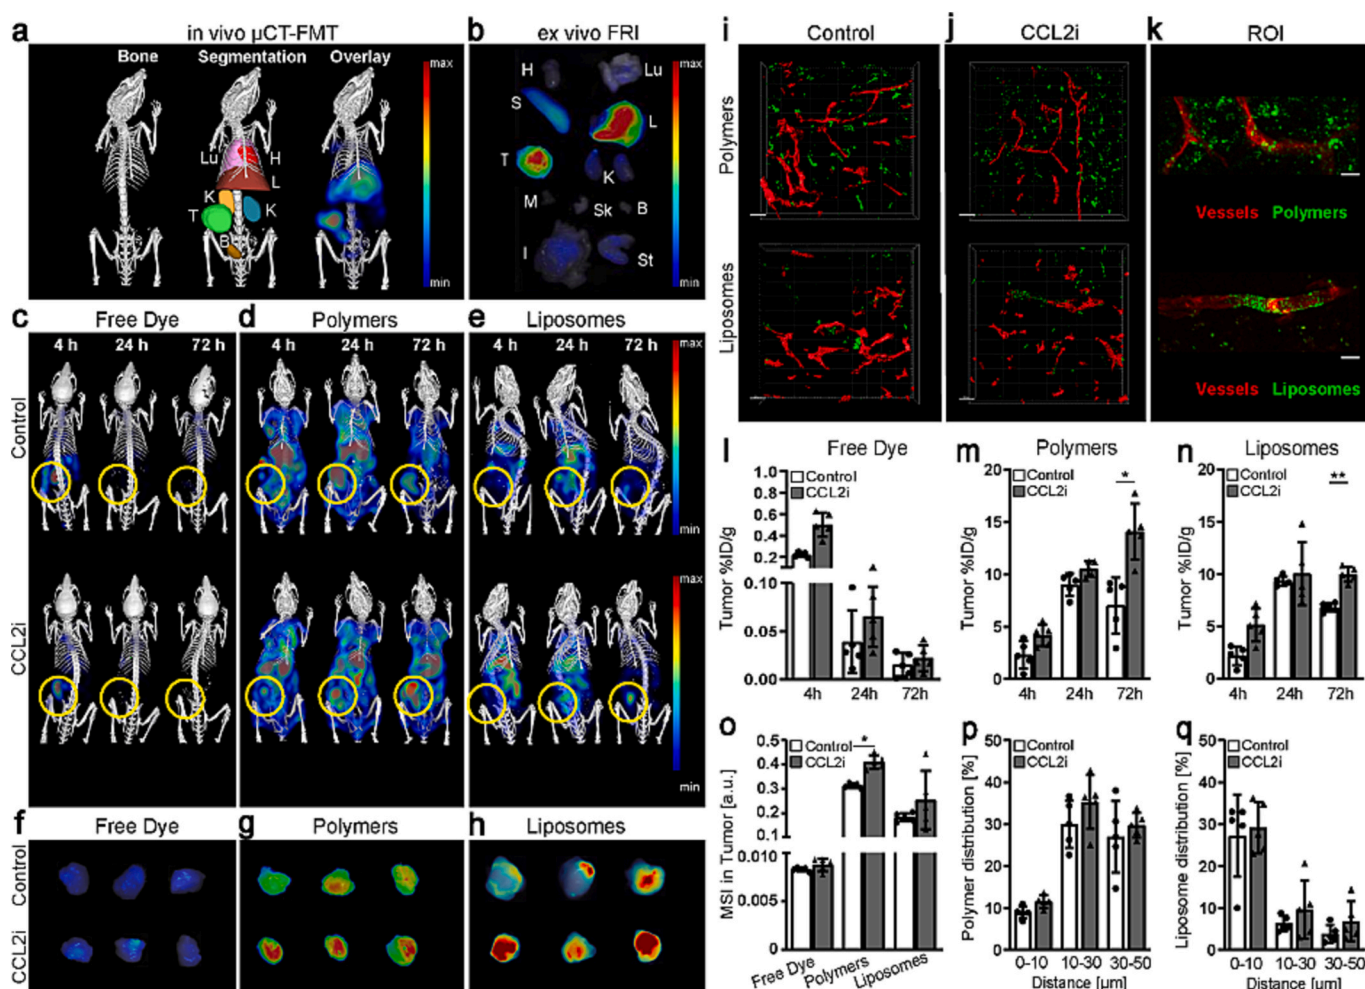 a in vivo µCT-FMT
Bone Segmentation Overlay
Lu H
L
K K
T
B
max
min
b ex vivo FRI
H Lu
S
L
T
K
M Sk B
I St
max
min
c Free Dye
4 h 24 h 72 h
d Polymers
4 h 24 h 72 h
e Liposomes
4 h 24 h 72 h
Control
CCL2i
max
min
max
min
f Free Dye
g Polymers
h Liposomes
Control
CCL2i
i Control
j CCL2i
k ROI
Polymers
Liposomes
Vessels Polymers
Vessels Liposomes
l Free Dye
Control
CCL2i
Tumor %ID/g
1.0
0.8
0.6
0.4
0.2
0.10
0.05
0.00
4h 24h 72h
m Polymers
Control
CCL2i
*
Tumor %ID/g
20
15
10
5
0
4h 24h 72h
n Liposomes
Control
CCL2i
**
Tumor %ID/g
20
15
10
5
0
4h 24h 72h
o
Control
CCL2i
*
MSI in Tumor [a.u.]
0.5
0.4
0.3
0.2
0.1
0.010
0.005
0.000
Free Dye Polymers Liposomes
p
Control
CCL2i
Polymer distribution [%]
50
40
30
20
10
0
0-10 10-30 30-50
Distance [µm]
q
Control
CCL2i
Liposome distribution [%]
50
40
30
20
10
0
0-10 10-30 30-50
Distance [µm]